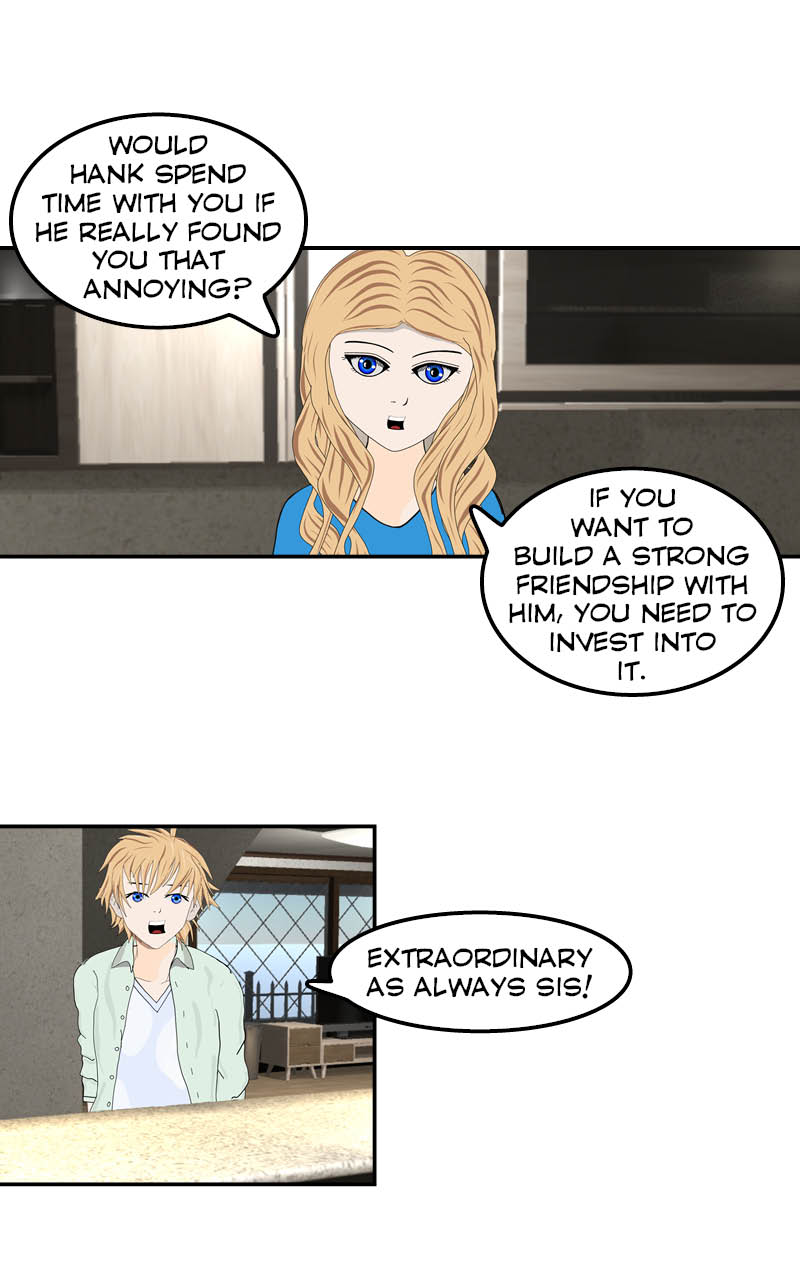 WOULD
HANK SPEND
TIME WITH YOU IF
HE REALLY FOUND
YOU THAT
ANNOYING?
IF YOU
WANT TO
BUILD A STRONG
FRIENDSHIP WITH
HIM, YOU NEED TO
INVEST INTO
IT.
EXTRAORDINARY
AS ALWAYS SIS!